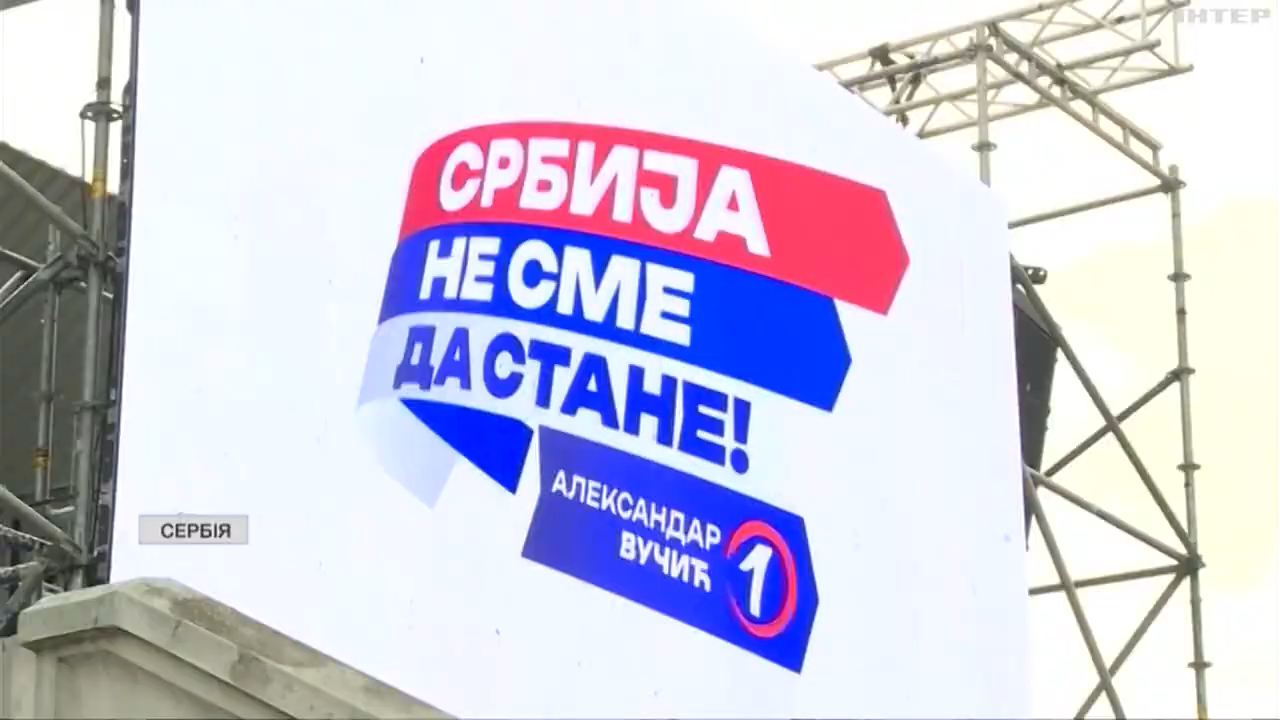 ІНТЕР
СРБИЈА
НЕ СМЕ
ДА СТАНЕ!
АЛЕКСАНДАР
ВУЧИЋ
1
СЕРБІЯ